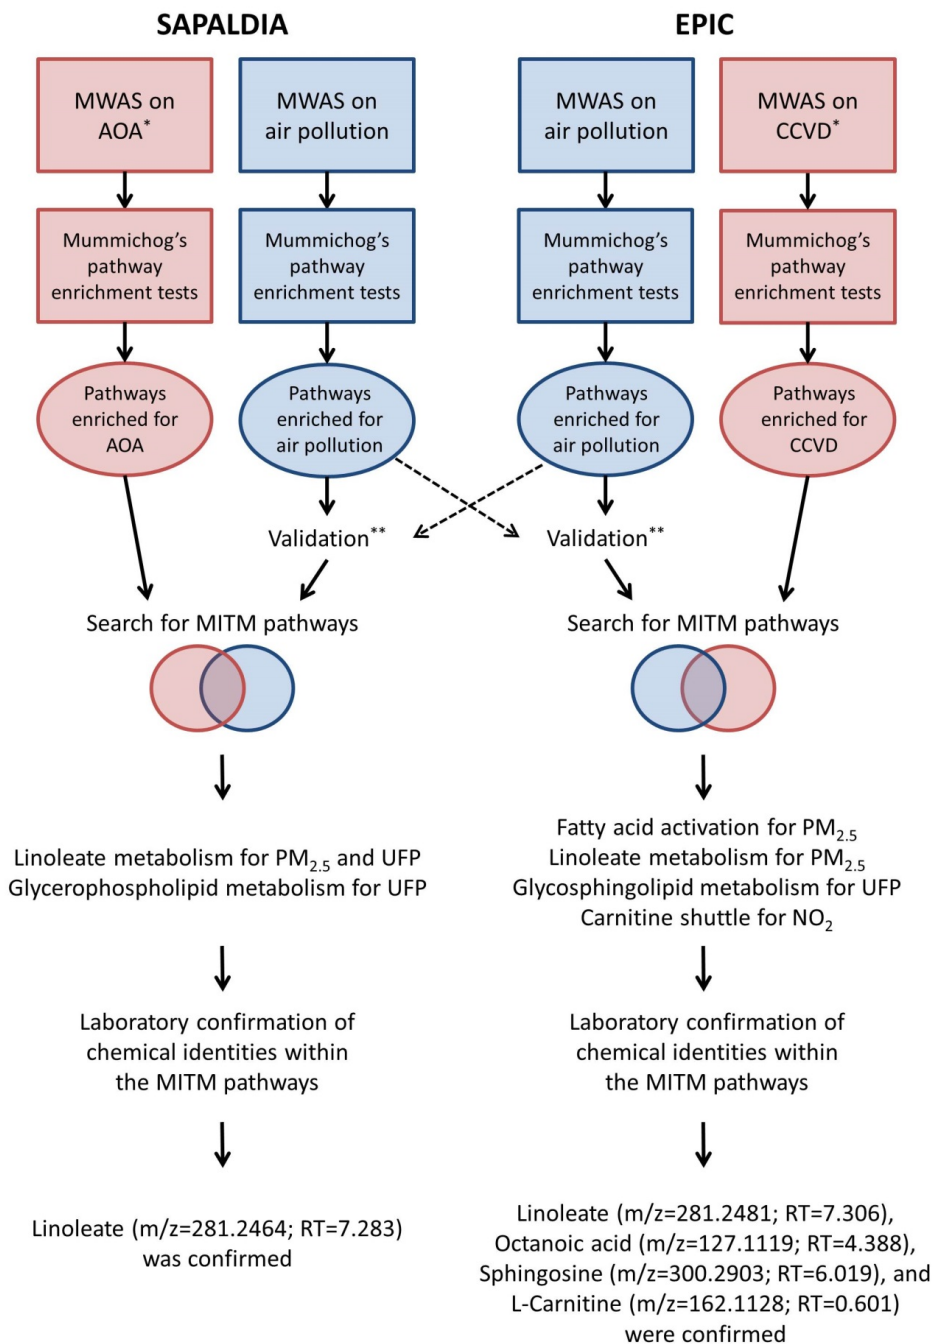 SAPALDIA
EPIC
MWAS on
AOA*
MWAS on
air pollution
MWAS on
air pollution
MWAS on
CCVD*
Mummichog's
pathway
enrichment tests
Mummichog's
pathway
enrichment tests
Mummichog's
pathway
enrichment tests
Mummichog's
pathway
enrichment tests
Pathways
enriched for
AOA
Pathways
enriched for
air pollution
Pathways
enriched for
air pollution
Pathways
enriched for
CCVD
Validation**
Validation**
Search for MITM pathways
Search for MITM pathways
Linoleate metabolism for PM2.5 and UFP
Glycerophospholipid metabolism for UFP
Fatty acid activation for PM2.5
Linoleate metabolism for PM2.5
Glycosphingolipid metabolism for UFP
Carnitine shuttle for NO2
Laboratory confirmation of
chemical identities within
the MITM pathways
Laboratory confirmation of
chemical identities within
the MITM pathways
Linoleate (m/z=281.2464; RT=7.283)
was confirmed
Linoleate (m/z=281.2481; RT=7.306),
Octanoic acid (m/z=127.1119; RT=4.388),
Sphingosine (m/z=300.2903; RT=6.019), and
L-Carnitine (m/z=162.1128; RT=0.601)
were confirmed